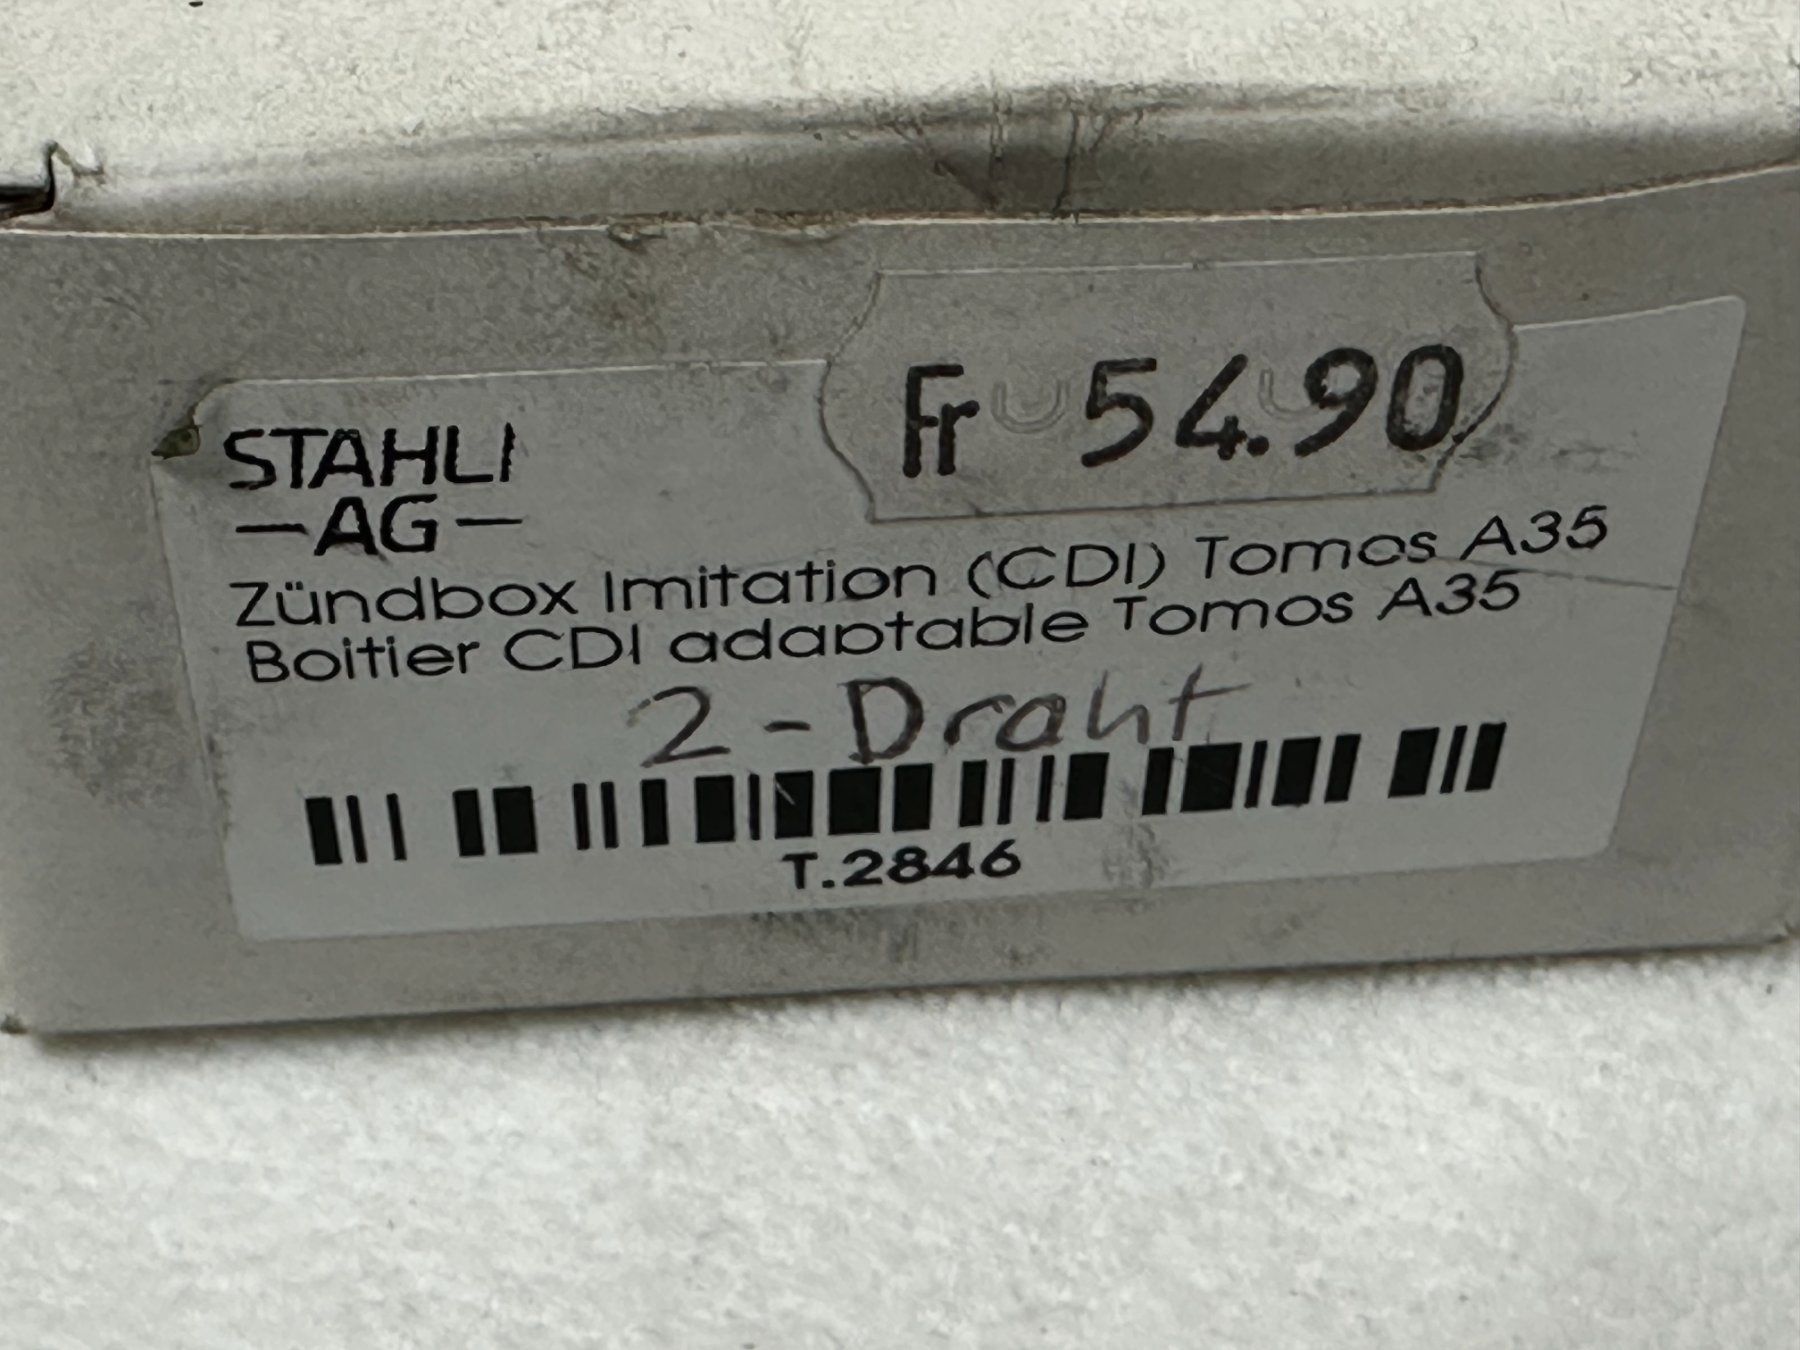 Fr 54.90
STAHLI
-AG-
Zündbox Imitation (CDI) Tomos A35
Boitier CDI adaptable Tomos A35
2-Draht
T.2846